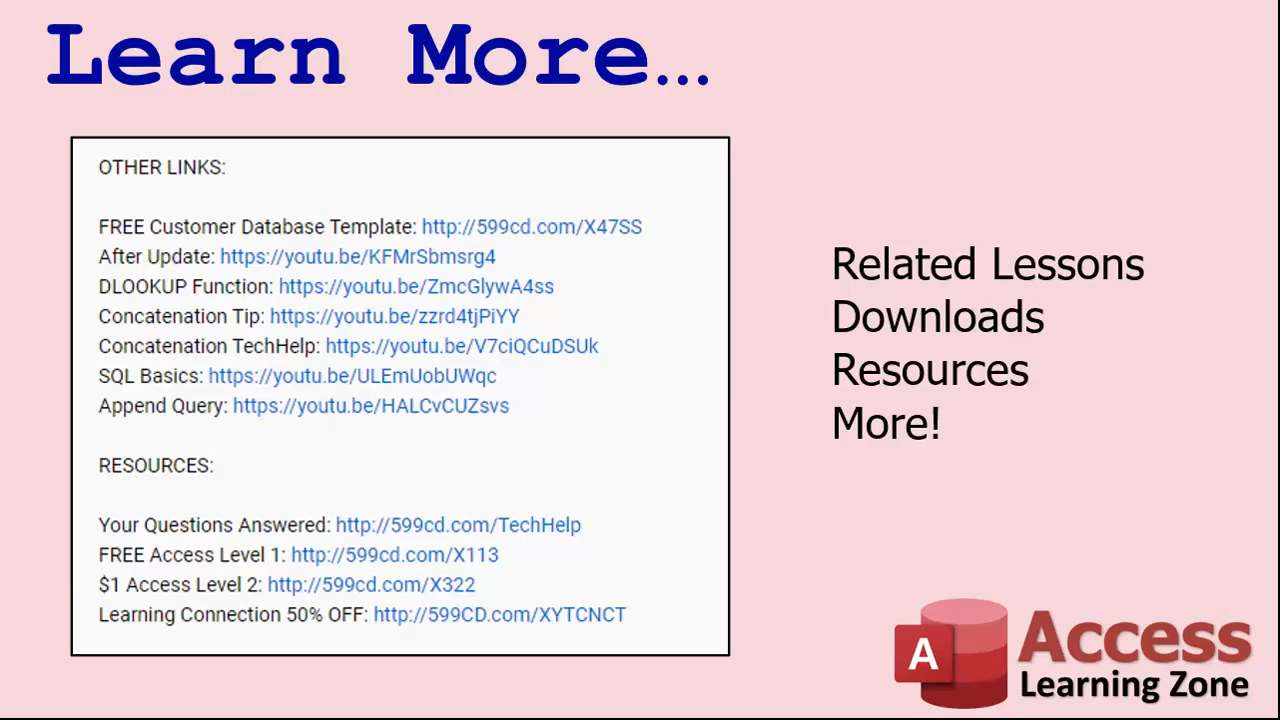 Learn More...
OTHER LINKS:
FREE Customer Database Template: http://599cd.com/X47SS
After Update: https://youtu.be/KFMrSbmsrg4
DLOOKUP Function: https://youtu.be/ZmcGlywA4ss
Concatenation Tip: https://youtu.be/zzrd4tjPiYY
Concatenation TechHelp: https://youtu.be/V7ciQCuDSUk
SQL Basics: https://youtu.be/ULEmUobUWqc
Append Query: https://youtu.be/HALCvCUZsvs
RESOURCES:
Your Questions Answered: http://599cd.com/TechHelp
FREE Access Level 1: http://599cd.com/X113
$1 Access Level 2: http://599cd.com/X322
Learning Connection 50% OFF: http://599CD.com/XYTCNCT
Related Lessons
Downloads
Resources
More!
A
Access
Learning Zone